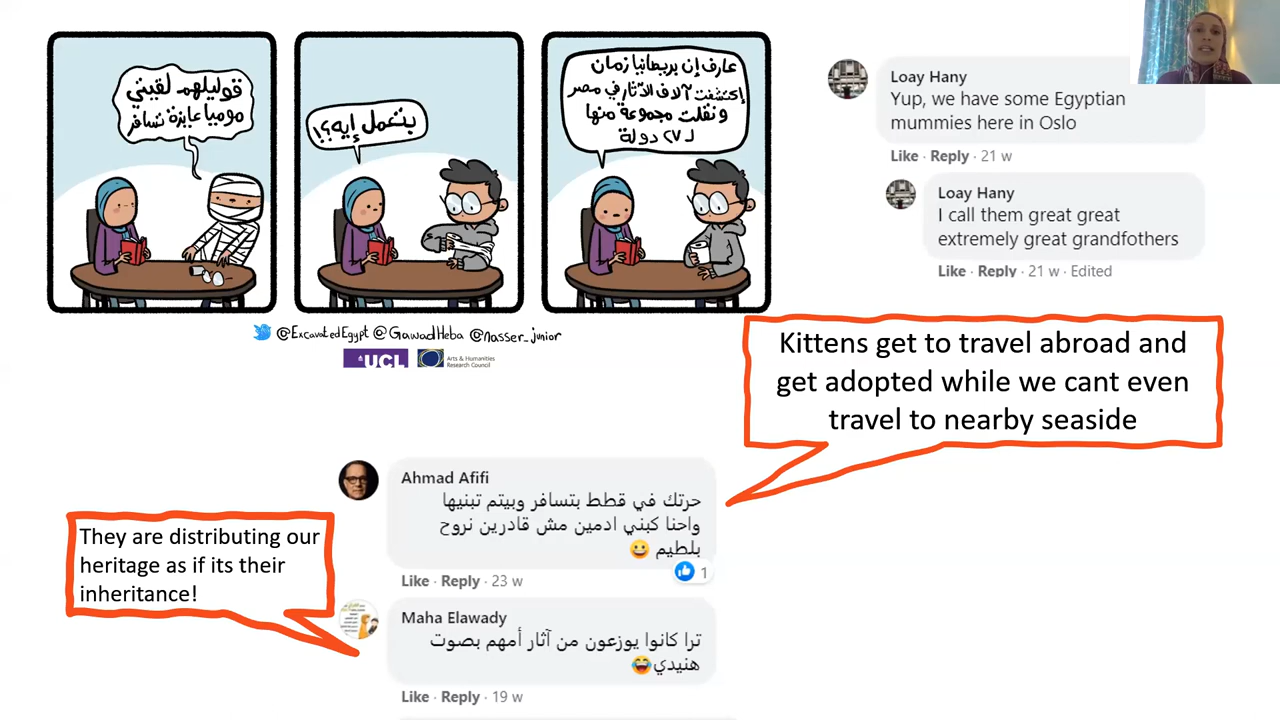 عارف إن بريطانيا زمان
إكتشفت آلاف الآثار في مصر
ونقلت مجموعة منها
لـ ٢٧ دولة
بتعمل إيه؟!
قوليلهم لقيتي
مومياء عايزة تسافر
@ExcavatedEgypt @GawadHeba @nasser_junior
UCL
Arts & Humanities
Research Council
Loay Hany
Yup, we have some Egyptian
mummies here in Oslo
Like · Reply · 21 w
Loay Hany
I call them great great
extremely great grandfothers
Like · Reply · 21 w · Edited
Kittens get to travel abroad and
get adopted while we cant even
travel to nearby seaside
Ahmad Afifi
حرتك في قطط بتسافر وبيتم تبنيها
واحنا كبني ادمين مش قادرين نروح
بلطيم 😀
Like · Reply · 23 w
1
They are distributing our
heritage as if its their
inheritance!
Maha Elawady
ترا كانوا يوزعون من آثار أمهم بصوت
هنيدي😂
Like · Reply · 19 w